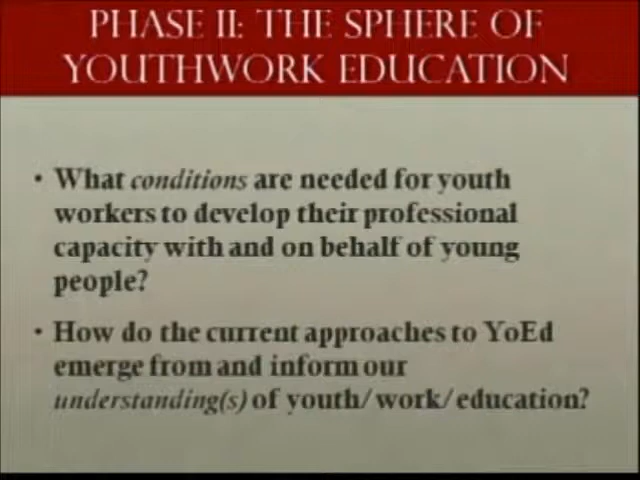 PHASE II: THE SPHERE OF
YOUTHWORK EDUCATION
• What conditions are needed for youth
workers to develop their professional
capacity with and on behalf of young
people?
• How do the current approaches to YoEd
emerge from and inform our
understanding(s) of youth/work/education?